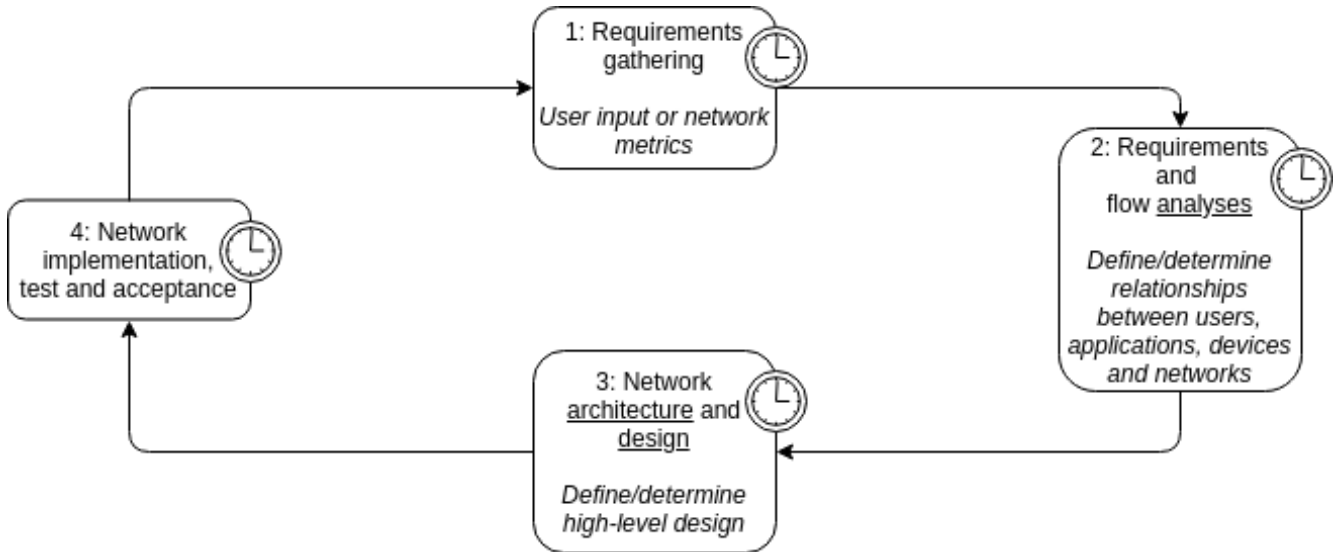 1: Requirements
gathering
User input or network
metrics
2: Requirements
and
flow analyses
Define/determine
relationships
between users,
applications, devices
and networks
3: Network
architecture and
design
Define/determine
high-level design
4: Network
implementation,
test and acceptance